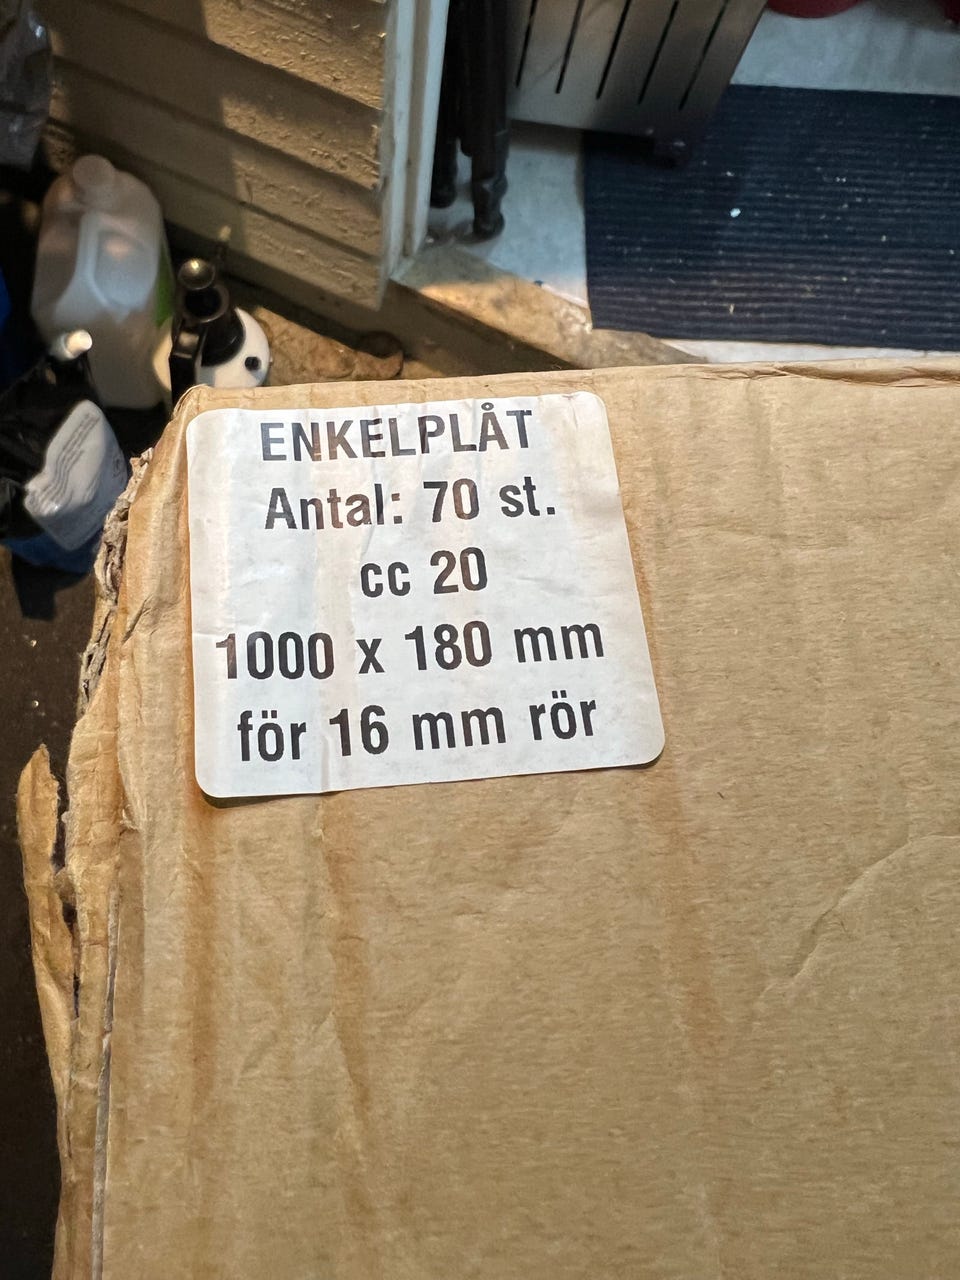 ENKELPLÅT
Antal: 70 st.
cc 20
1000 x 180 mm
för 16 mm rör